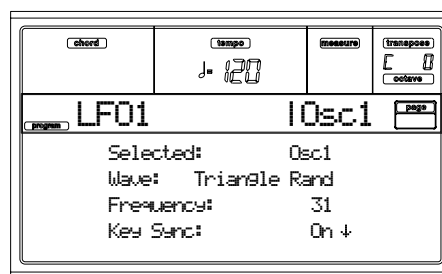 chord tempo measure transpose
♩= 120 C 0
octave
program LFO1 |Osc1 page
Selected: Osc1
Wave: Triangle Rand
Frequency: 31
Key Sync: On ↓